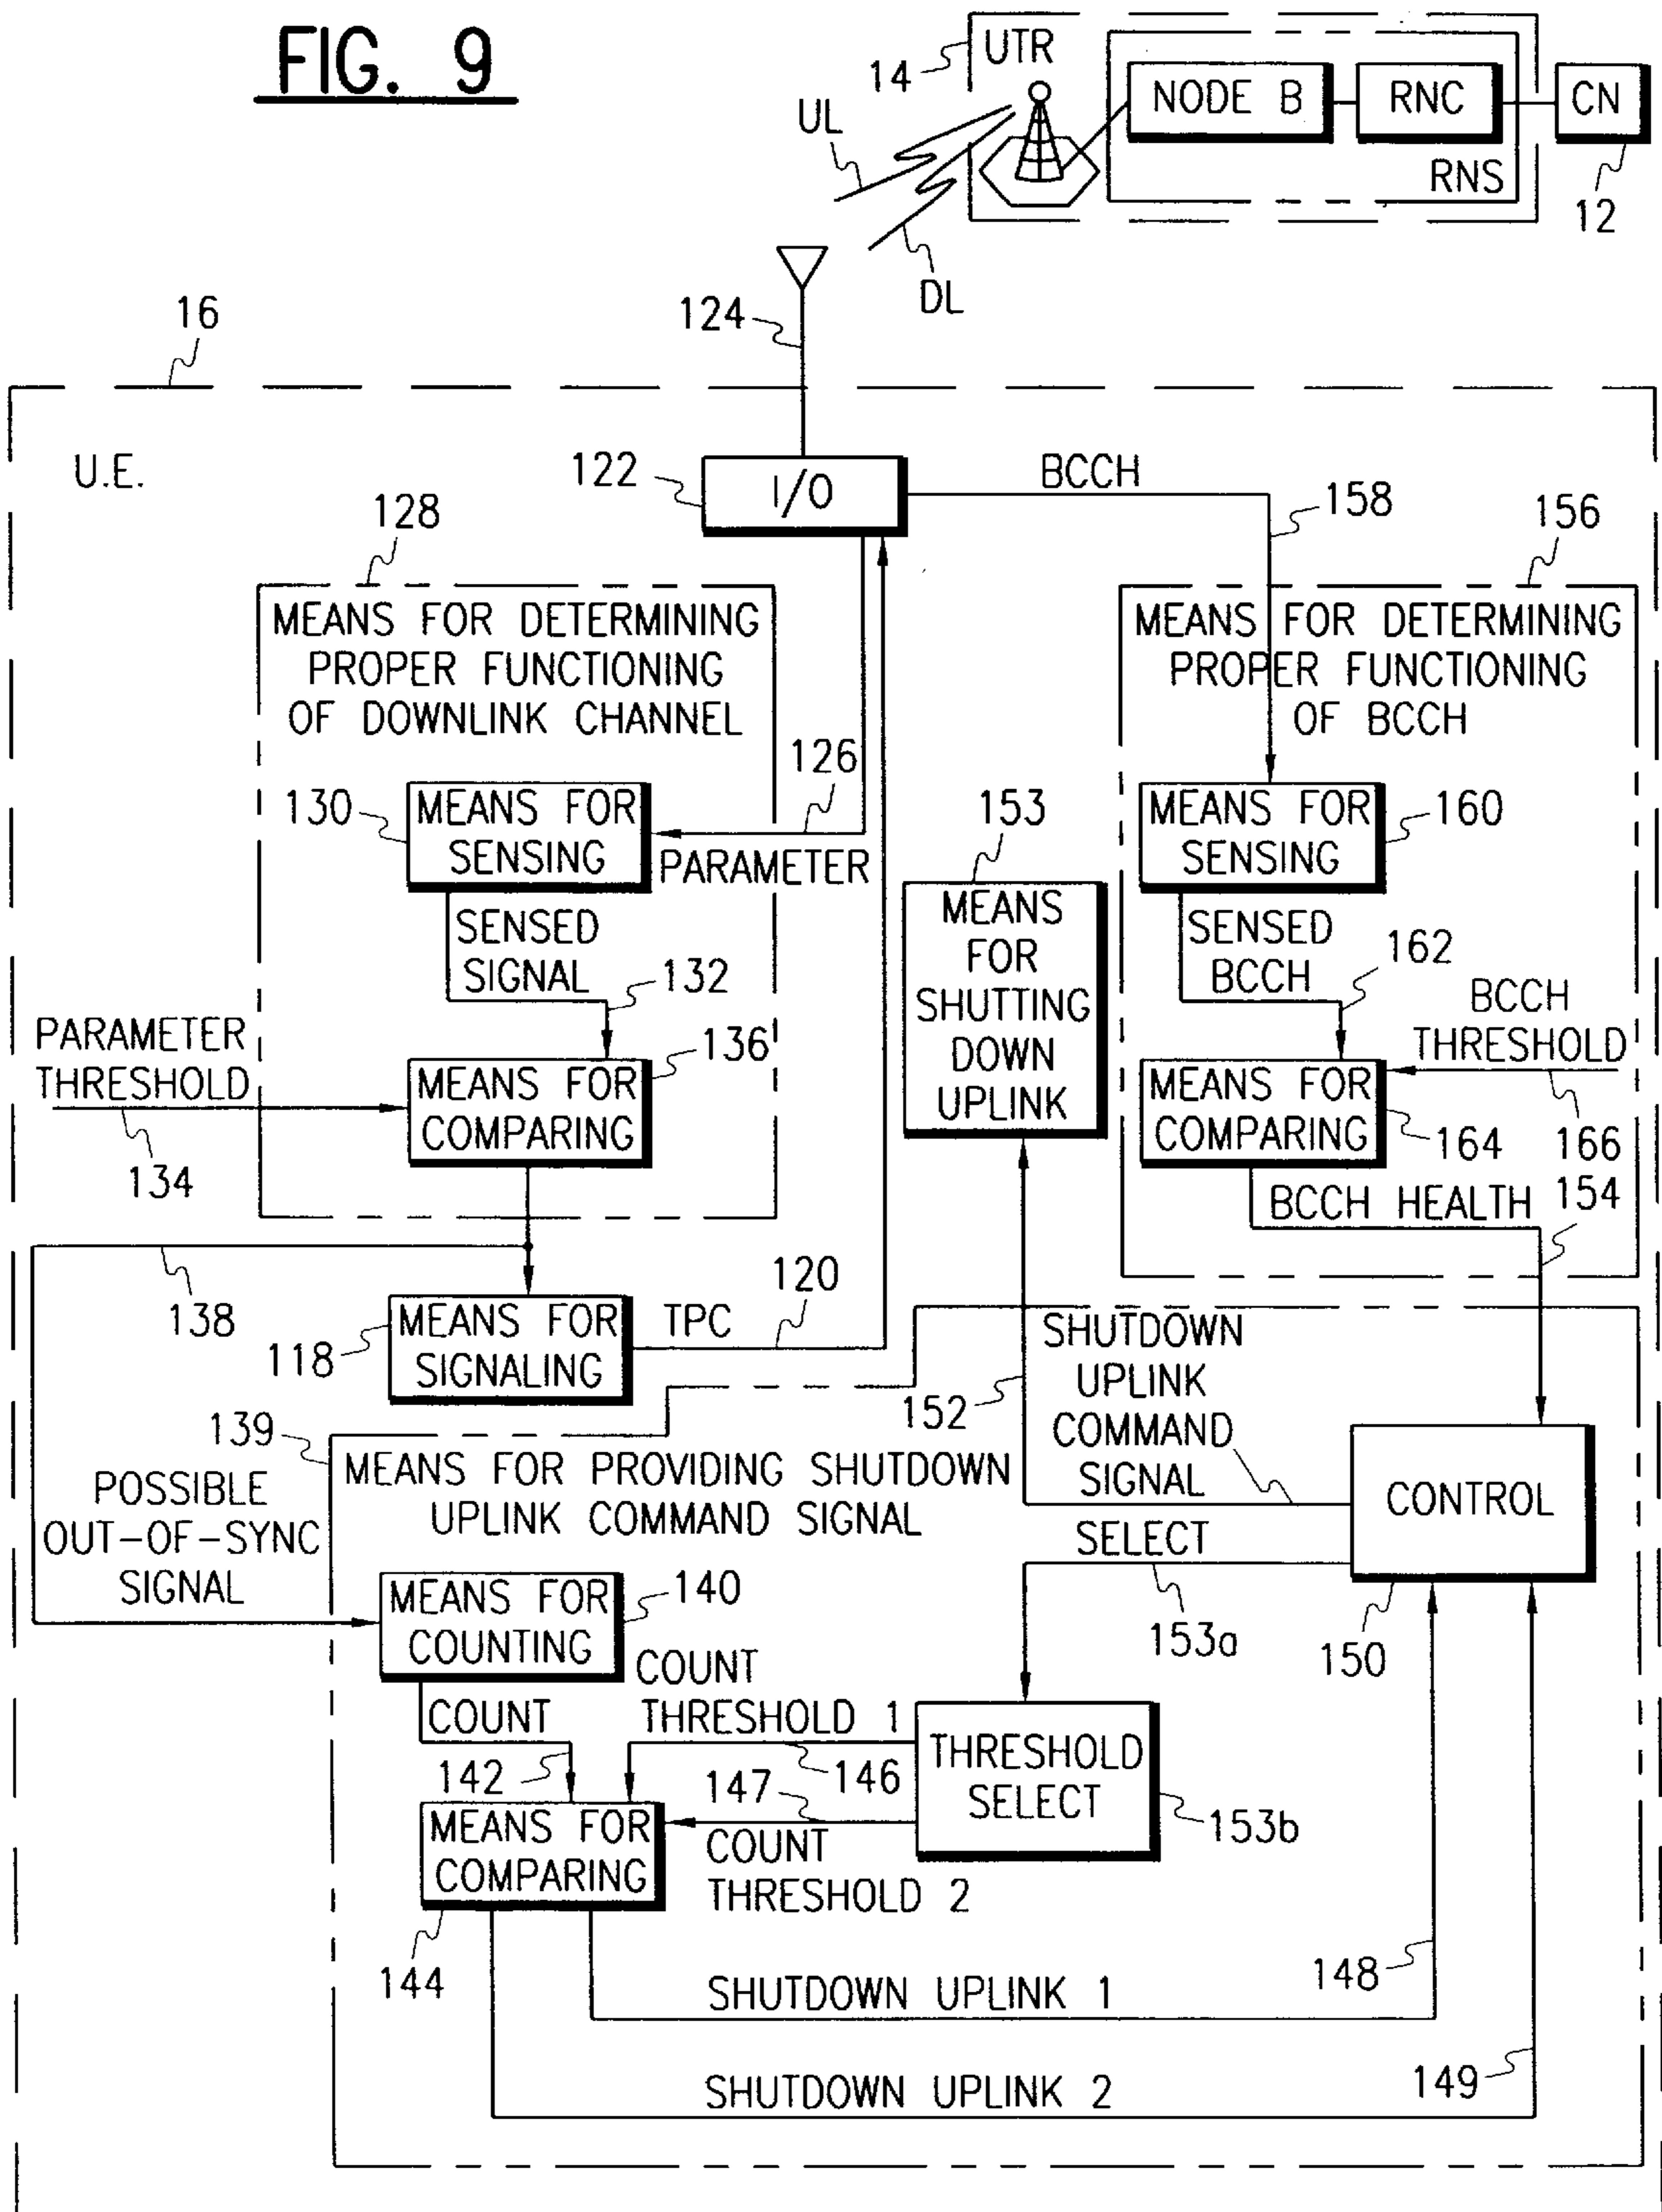 FIG. 9
14
UTR
NODE B
RNC
CN
RNS
12
UL
DL
124
16
U.E.
122
I/O
BCCH
158
128
156
MEANS FOR DETERMINING
PROPER FUNCTIONING
OF DOWNLINK CHANNEL
MEANS FOR DETERMINING
PROPER FUNCTIONING
OF BCCH
126
130
MEANS FOR
SENSING
PARAMETER
153
MEANS FOR
SENSING
160
SENSED
SIGNAL
132
MEANS
FOR
SHUTTING
DOWN
UPLINK
SENSED
BCCH
162
BCCH
THRESHOLD
PARAMETER
THRESHOLD
134
136
MEANS FOR
COMPARING
MEANS FOR
COMPARING
164
166
BCCH HEALTH
154
138
118
MEANS FOR
SIGNALING
TPC
120
152
SHUTDOWN
UPLINK
COMMAND
SIGNAL
139
MEANS FOR PROVIDING SHUTDOWN
UPLINK COMMAND SIGNAL
CONTROL
POSSIBLE
OUT-OF-SYNC
SIGNAL
SELECT
153a
150
MEANS FOR
COUNTING
140
COUNT
142
COUNT
THRESHOLD 1
146
147
COUNT
THRESHOLD 2
THRESHOLD
SELECT
153b
MEANS FOR
COMPARING
144
148
SHUTDOWN UPLINK 1
149
SHUTDOWN UPLINK 2